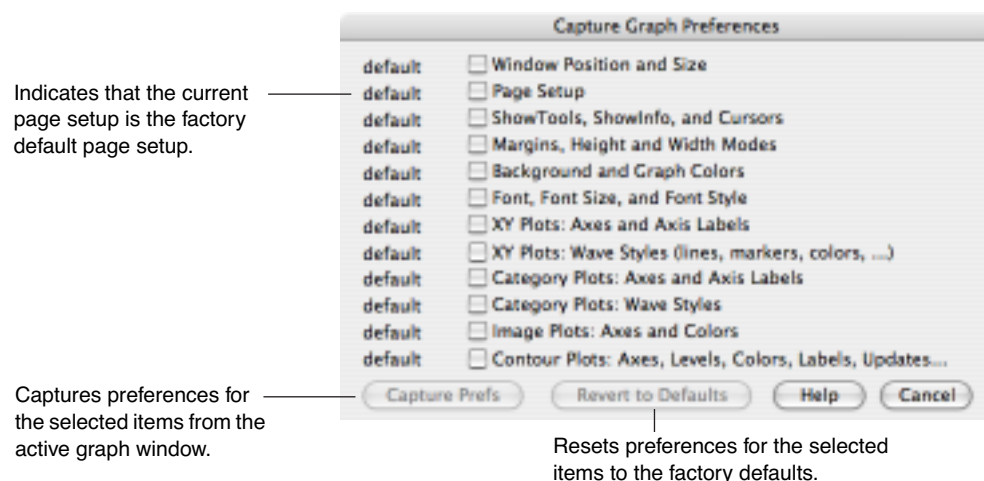 Capture Graph Preferences
default Window Position and Size
Indicates that the current
page setup is the factory
default page setup.
default Page Setup
default ShowTools, ShowInfo, and Cursors
default Margins, Height and Width Modes
default Background and Graph Colors
default Font, Font Size, and Font Style
default XY Plots: Axes and Axis Labels
default XY Plots: Wave Styles (lines, markers, colors, ...)
default Category Plots: Axes and Axis Labels
default Category Plots: Wave Styles
default Image Plots: Axes and Colors
default Contour Plots: Axes, Levels, Colors, Labels, Updates...
Captures preferences for
the selected items from the
active graph window.
Capture Prefs Revert to Defaults Help Cancel
Resets preferences for the selected
items to the factory defaults.